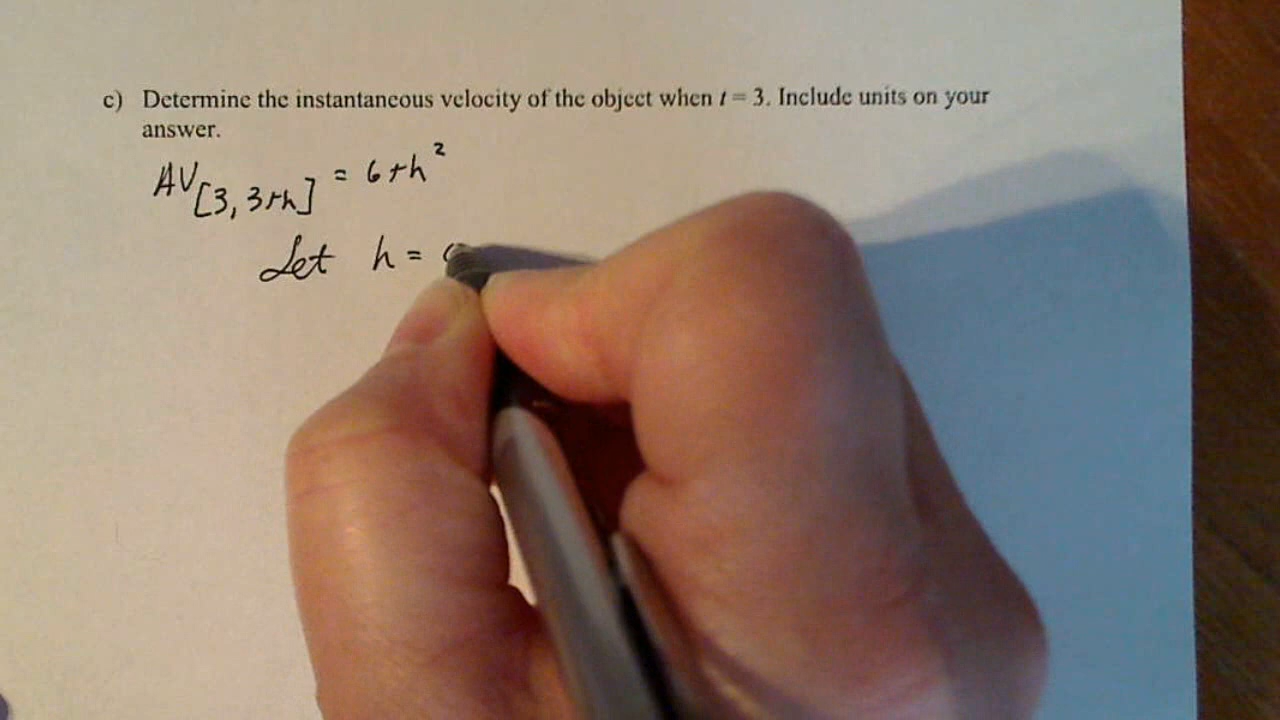 c) Determine the instantaneous velocity of the object when t = 3. Include units on your
answer.
AV[3, 3+h] = 6+h²
Let h =